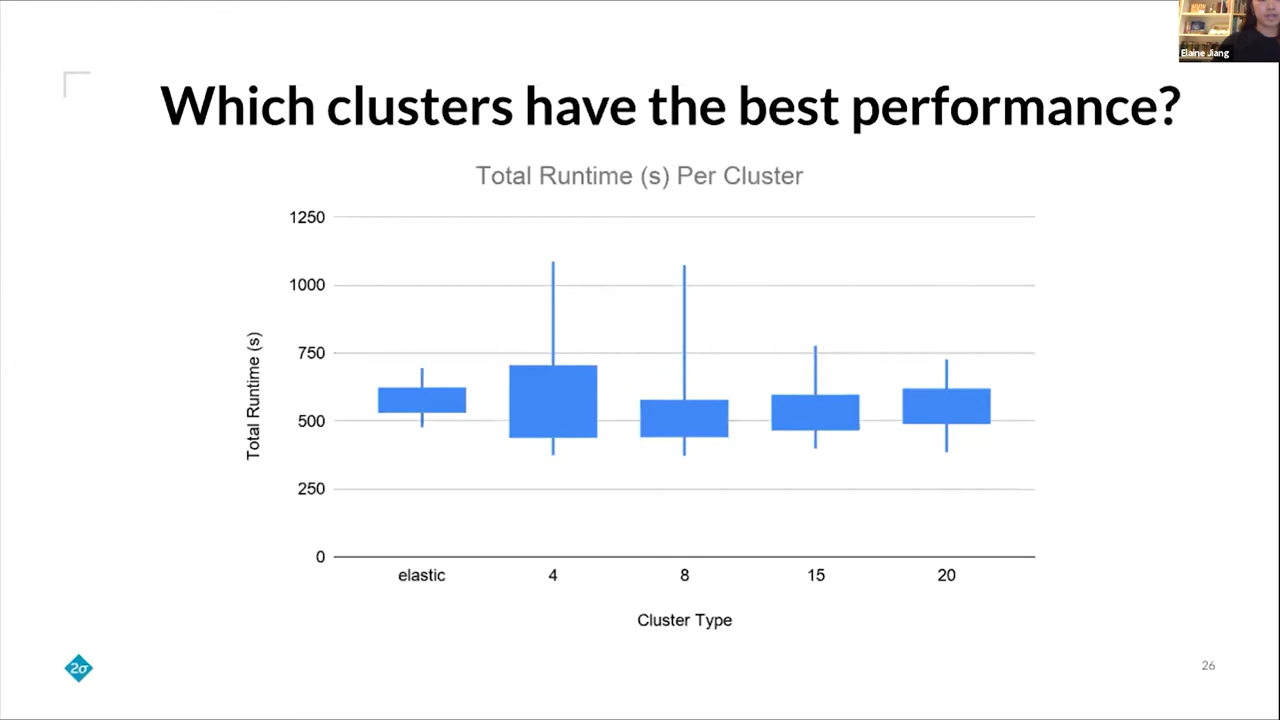 Elaine Jiang
Which clusters have the best performance?
Total Runtime (s) Per Cluster
1250
1000
750
500
250
0
Total Runtime (s)
elastic 4 8 15 20
Cluster Type
2σ
26